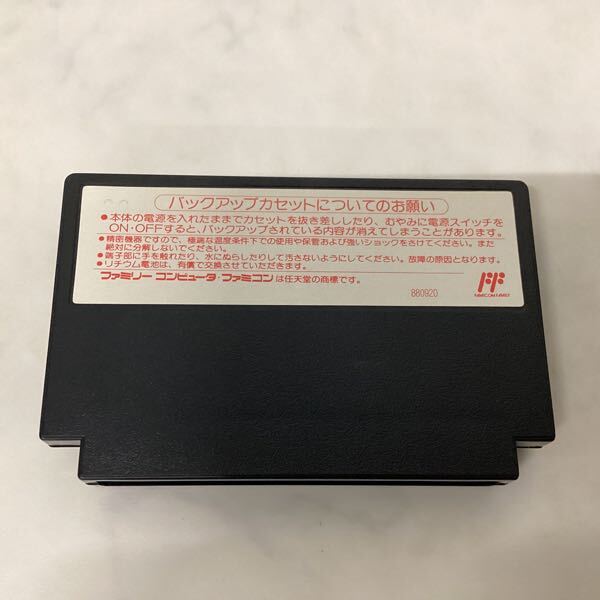 バックアップカセットについてのお願い
●本体の電源を入れたままでカセットを抜き差ししたり、むやみに電源スイッチを
ON・OFFすると、バックアップされている内容が消えてしまうことがあります。
●精密機器ですので、極端な温度条件下での使用や保管および強いショックをさけてください。また
絶対に分解しないでください。
●端子部に手を触れたり、水にぬらしたりして汚さないようにしてください。故障の原因となります。
●リチウム電池は、有償で交換させていただきます。
ファミリー コンピュータ・ファミコンは任天堂の商標です。
880920
FF
FAMICOM FAMILY